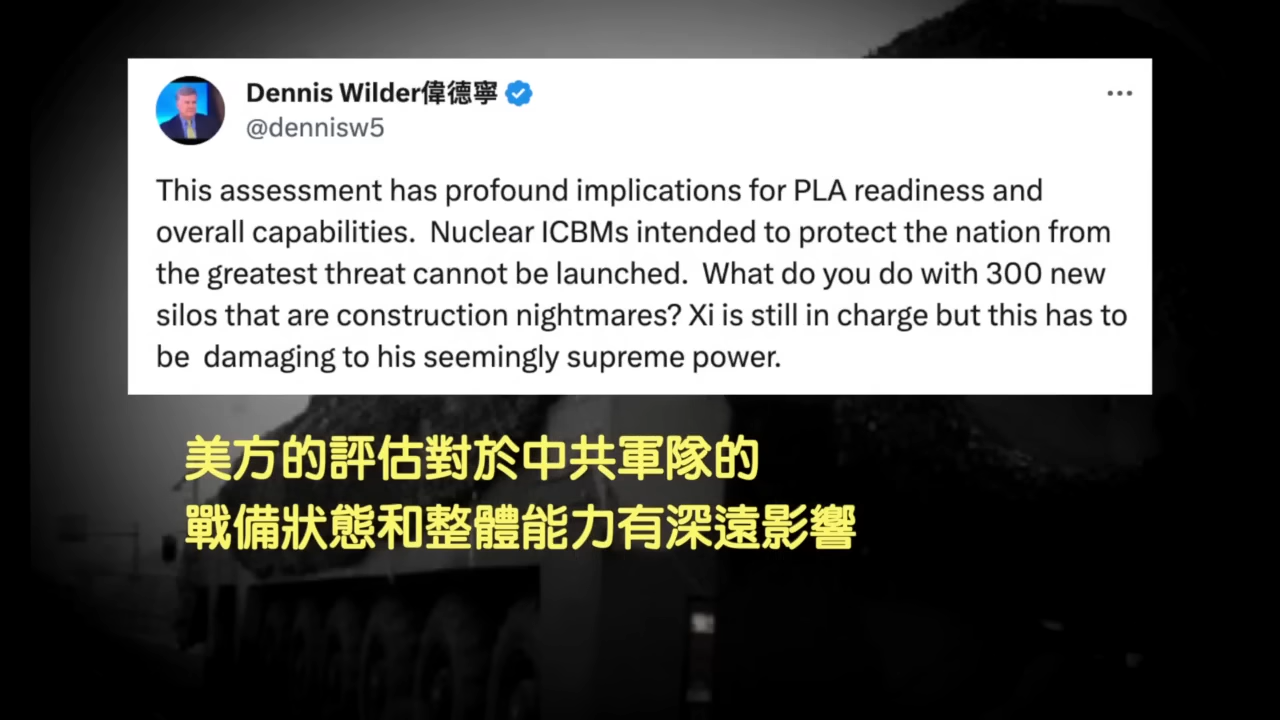 Dennis Wilder偉德寧
@dennisw5
This assessment has profound implications for PLA readiness and
overall capabilities.  Nuclear ICBMs intended to protect the nation from
the greatest threat cannot be launched.  What do you do with 300 new
silos that are construction nightmares? Xi is still in charge but this has to
be  damaging to his seemingly supreme power.
美方的評估對於中共軍隊的
戰備狀態和整體能力有深遠影響